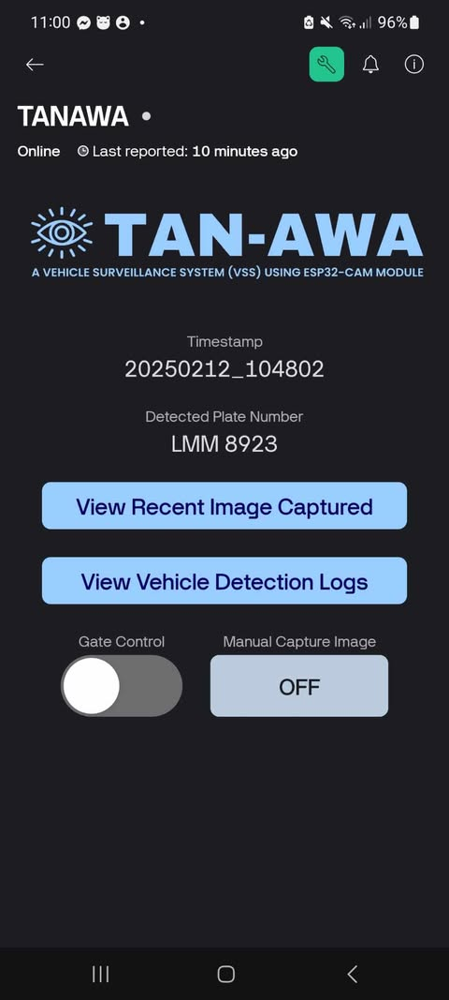 11:00 96%
TANAWA
Online Last reported: 10 minutes ago
TAN-AWA
A VEHICLE SURVEILLANCE SYSTEM (VSS) USING ESP32-CAM MODULE
Timestamp
20250212_104802
Detected Plate Number
LMM 8923
View Recent Image Captured
View Vehicle Detection Logs
Gate Control Manual Capture Image
OFF